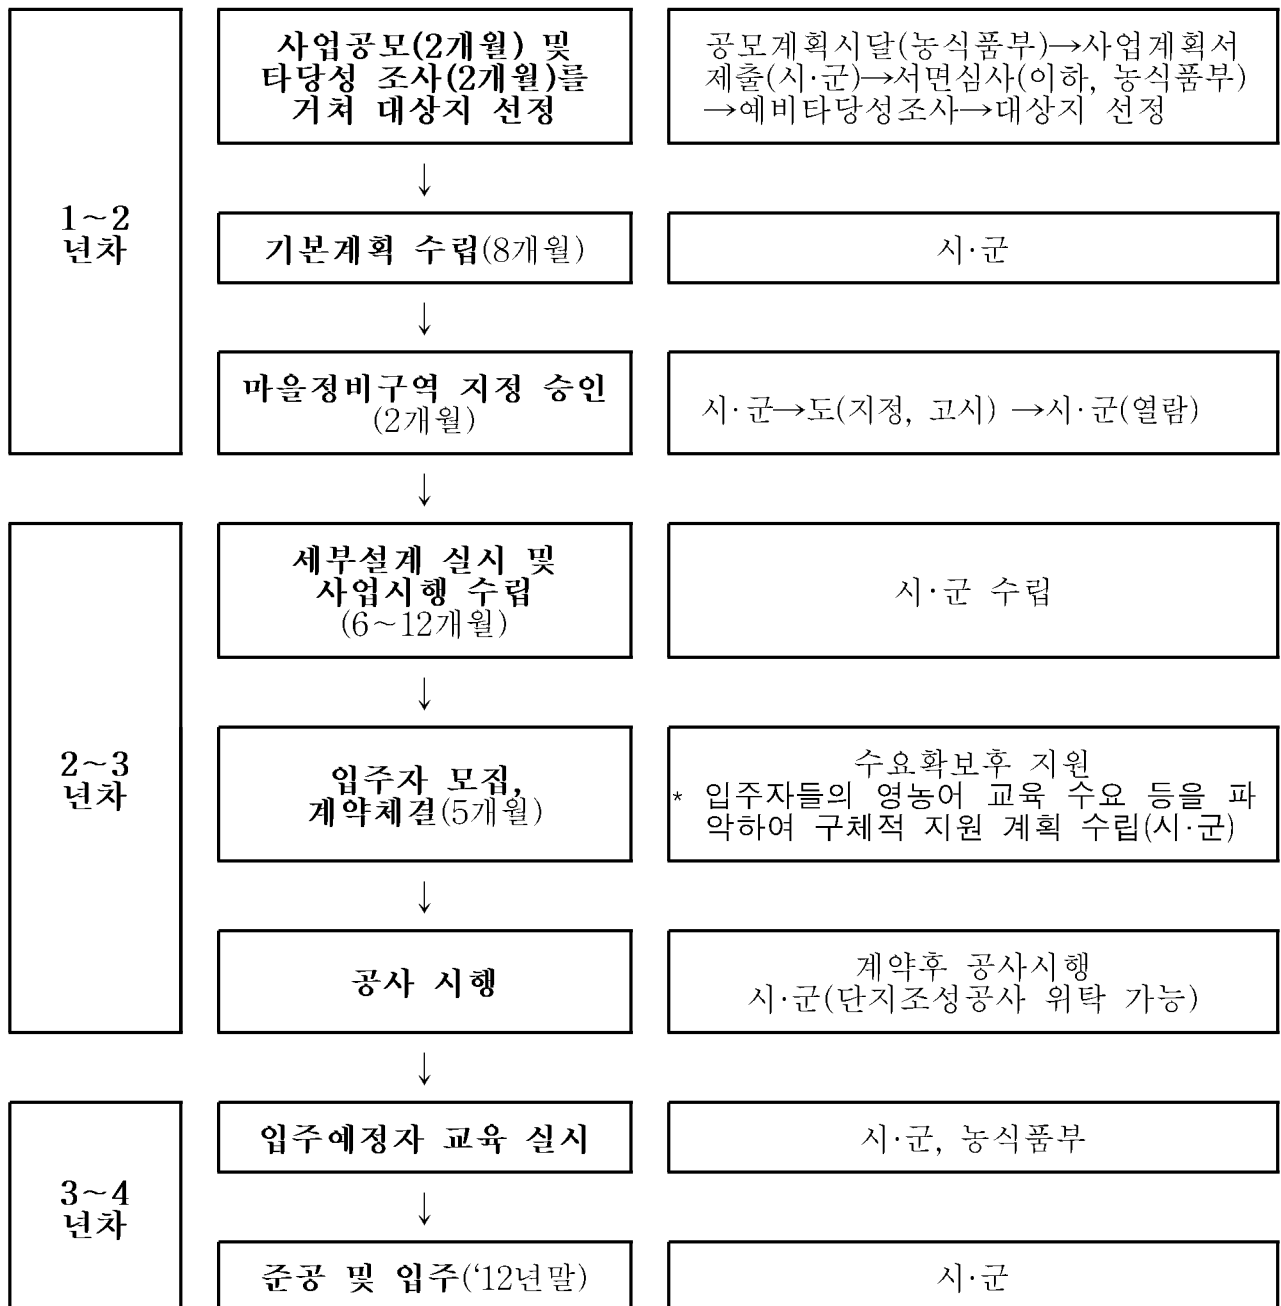 사업공모(2개월) 및
타당성 조사(2개월)를
거쳐 대상지 선정
공모계획시달(농식품부)→사업계획서
제출(시·군)→서면심사(이하, 농식품부)
→예비타당성조사→대상지 선정
↓
1~2
년차
기본계획 수립(8개월)
시·군
↓
마을정비구역 지정 승인
(2개월)
시·군→도(지정, 고시) →시·군(열람)
↓
세부설계 실시 및
사업시행 수립
(6~12개월)
시·군 수립
↓
2~3
년차
입주자 모집,
계약체결(5개월)
수요확보후 지원
* 입주자들의 영농어 교육 수요 등을 파
악하여 구체적 지원 계획 수립(시·군)
↓
공사 시행
계약후 공사시행
시·군(단지조성공사 위탁 가능)
↓
3~4
년차
입주예정자 교육 실시
시·군, 농식품부
↓
준공 및 입주(‘12년말)
시·군